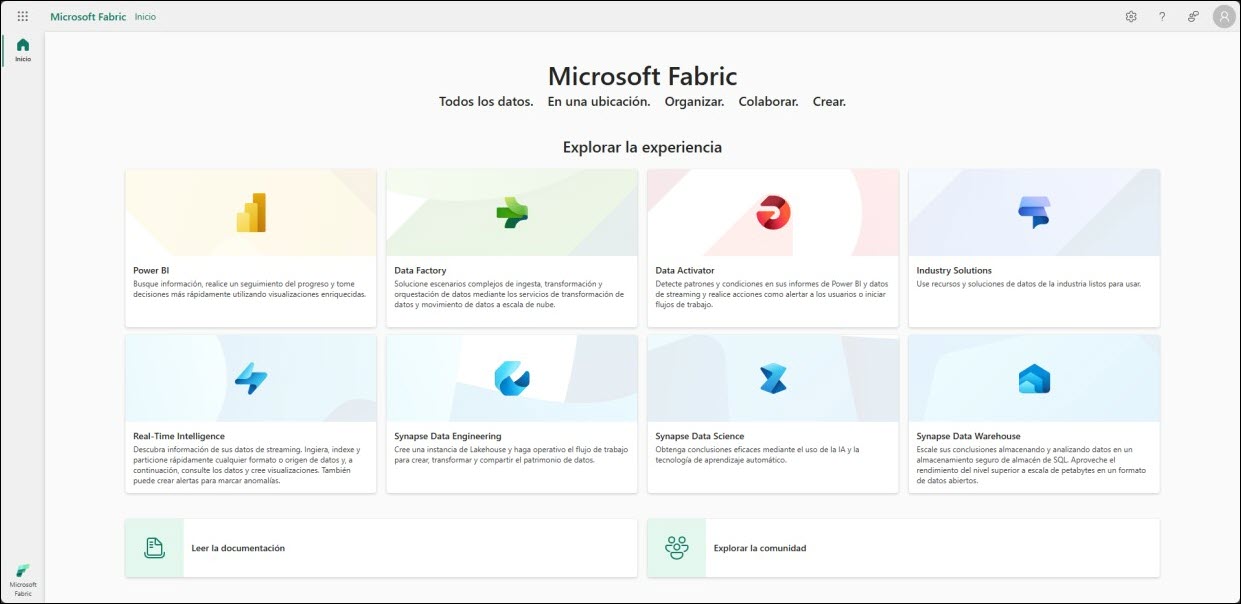 Microsoft Fabric Inicio
Inicio
Microsoft Fabric
Todos los datos. En una ubicación. Organizar. Colaborar. Crear.
Explorar la experiencia
Power BI
Busque información, realice un seguimiento del progreso y tome
decisiones más rápidamente utilizando visualizaciones enriquecidas.
Data Factory
Solucione escenarios complejos de ingesta, transformación y
orquestación de datos mediante los servicios de transformación de
datos y movimiento de datos a escala de nube.
Data Activator
Detecte patrones y condiciones en sus informes de Power BI y datos
de streaming y realice acciones como alertar a los usuarios o iniciar
flujos de trabajo.
Industry Solutions
Use recursos y soluciones de datos de la industria listos para usar.
Real-Time Intelligence
Descubra información de sus datos de streaming. Ingiera, indexe y
particione rápidamente cualquier formato o origen de datos y, a
continuación, consulte los datos y cree visualizaciones. También
puede crear alertas para marcar anomalías.
Synapse Data Engineering
Cree una instancia de Lakehouse y haga operativo el flujo de trabajo
para crear, transformar y compartir el patrimonio de datos.
Synapse Data Science
Obtenga conclusiones eficaces mediante el uso de la IA y la
tecnología de aprendizaje automático.
Synapse Data Warehouse
Escale sus conclusiones almacenando y analizando datos en un
almacenamiento seguro de almacén de SQL. Aproveche el
rendimiento del nivel superior a escala de petabytes en un formato
de datos abiertos.
Leer la documentación
Explorar la comunidad
Microsoft
Fabric